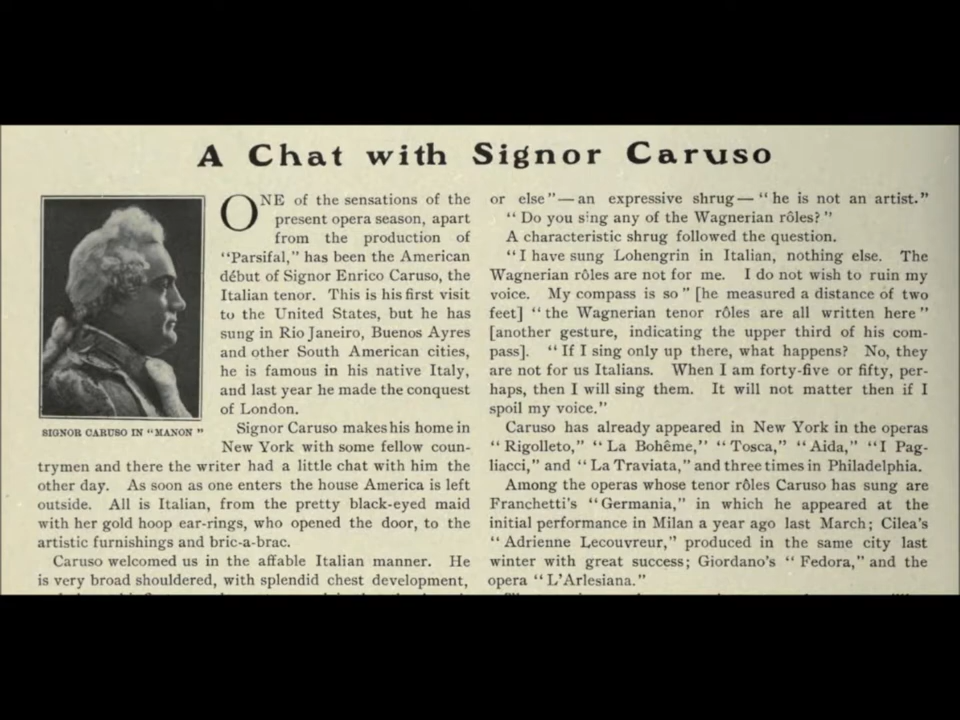 A Chat with Signor Caruso
SIGNOR CARUSO IN "MANON"
ONE of the sensations of the
present opera season, apart
from the production of
"Parsifal," has been the American
début of Signor Enrico Caruso, the
Italian tenor. This is his first visit
to the United States, but he has
sung in Rio Janeiro, Buenos Ayres
and other South American cities,
he is famous in his native Italy,
and last year he made the conquest
of London.
Signor Caruso makes his home in
New York with some fellow coun-
trymen and there the writer had a little chat with him the
other day. As soon as one enters the house America is left
outside. All is Italian, from the pretty black-eyed maid
with her gold hoop ear-rings, who opened the door, to the
artistic furnishings and bric-a-brac.
Caruso welcomed us in the affable Italian manner. He
is very broad shouldered, with splendid chest development,
or else"—an expressive shrug—"he is not an artist."
"Do you sing any of the Wagnerian rôles?"
A characteristic shrug followed the question.
"I have sung Lohengrin in Italian, nothing else. The
Wagnerian rôles are not for me. I do not wish to ruin my
voice. My compass is so" [he measured a distance of two
feet] "the Wagnerian tenor rôles are all written here"
[another gesture, indicating the upper third of his com-
pass]. "If I sing only up there, what happens? No, they
are not for us Italians. When I am forty-five or fifty, per-
haps, then I will sing them. It will not matter then if I
spoil my voice."
Caruso has already appeared in New York in the operas
"Rigolleto," "La Bohême," "Tosca," "Aida," "I Pag-
liacci," and "La Traviata," and three times in Philadelphia.
Among the operas whose tenor rôles Caruso has sung are
Franchetti's "Germania," in which he appeared at the
initial performance in Milan a year ago last March; Cilea's
"Adrienne Lecouvreur," produced in the same city last
winter with great success; Giordano's "Fedora," and the
opera "L'Arlesiana."